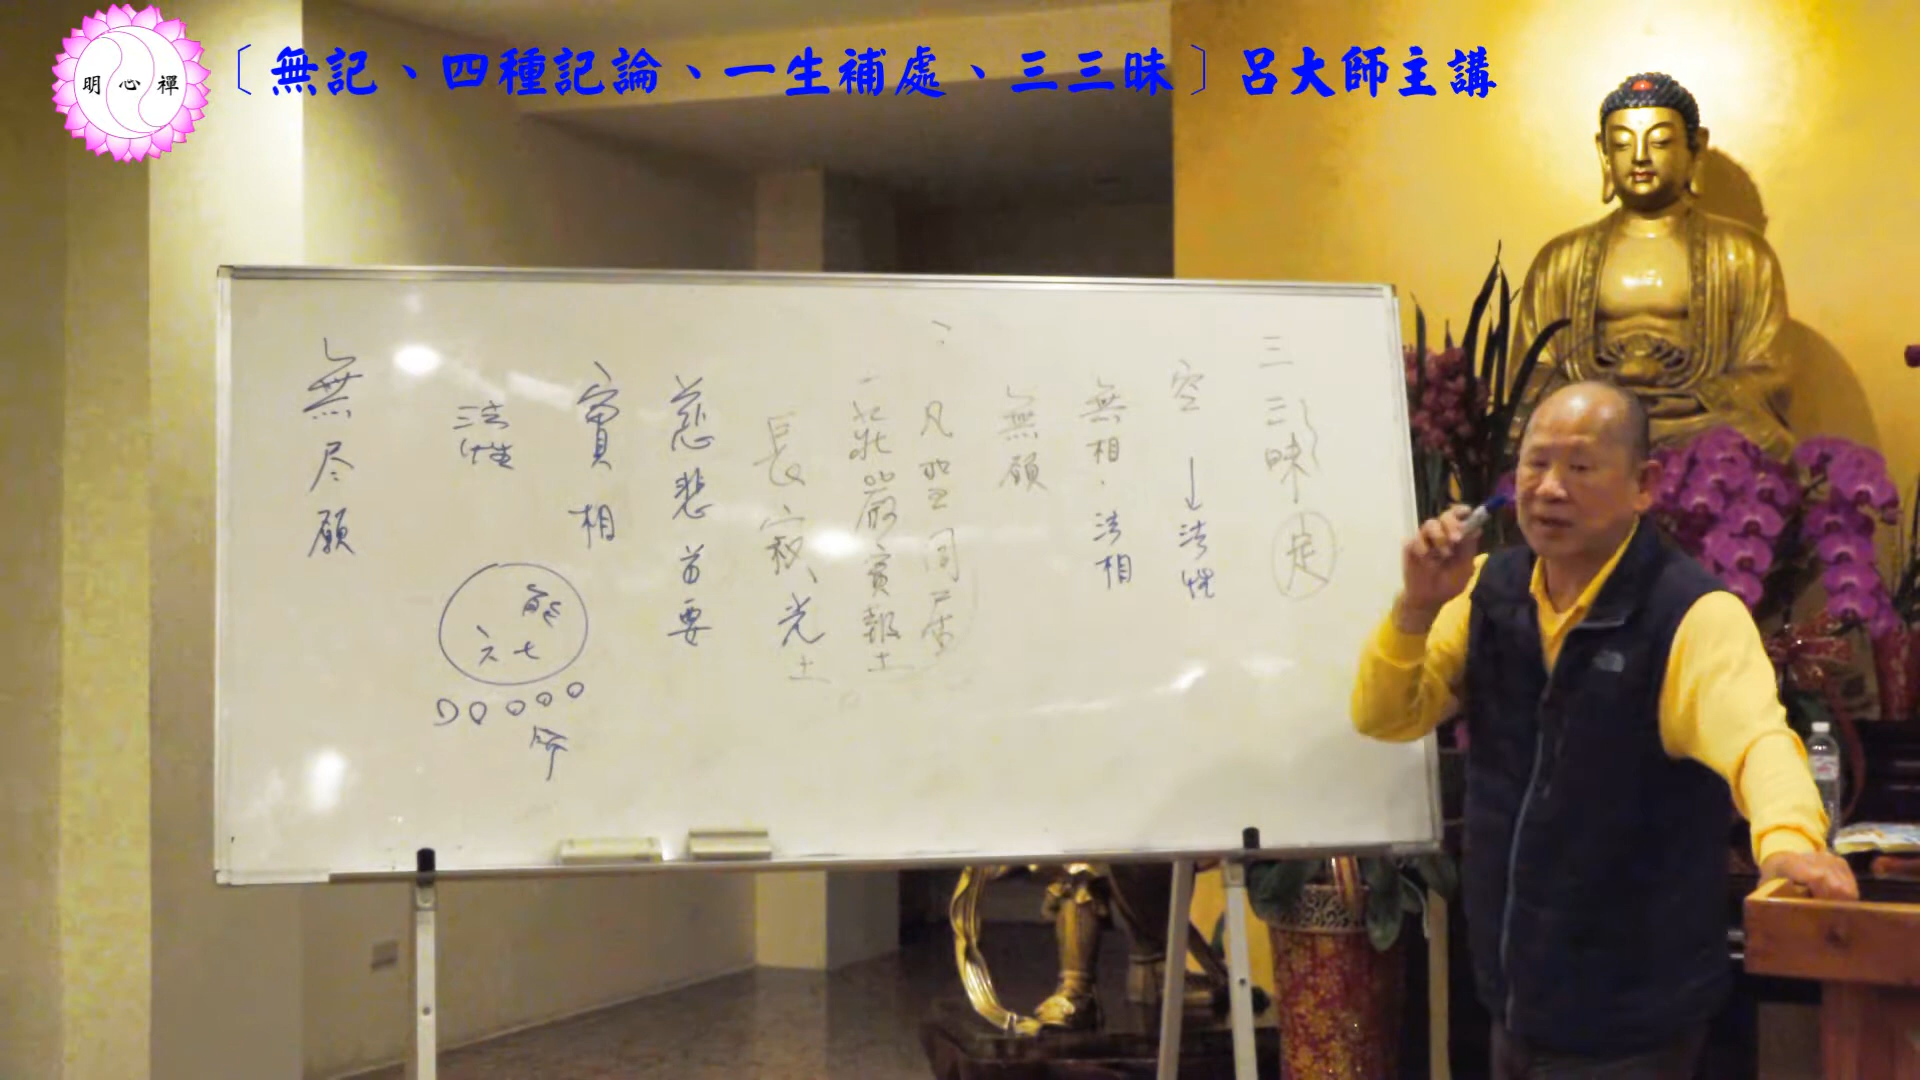 明心禪
〔無記、四種記論、一生補處、三三昧〕呂大師主講
三三昧 定
空→法性
無相.法相
無願
凡聖同居
莊嚴實報土
長寂光土
慈悲首要
實相
法性
能
六七
所
無尽願